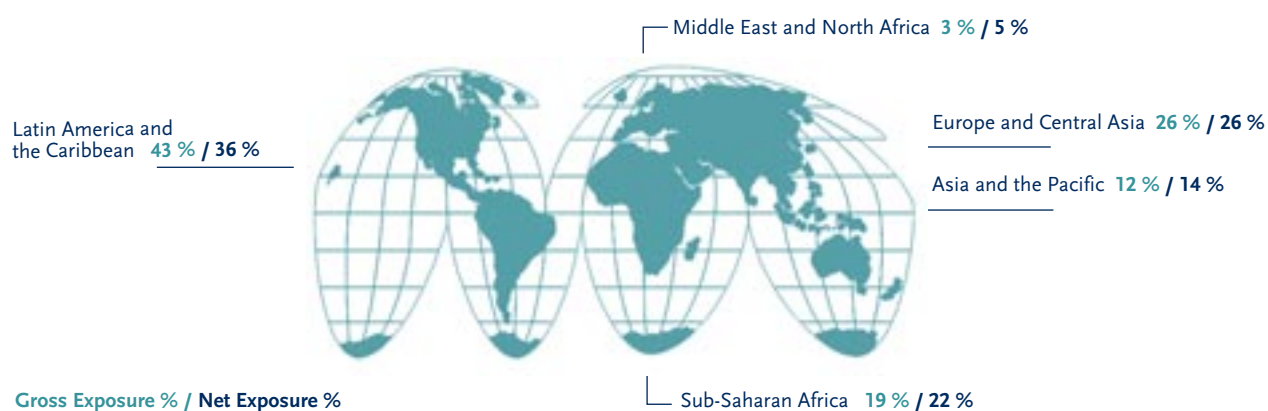 Middle East and North Africa 3 % / 5 %
Latin America and
the Caribbean 43 % / 36 %
Europe and Central Asia 26 % / 26 %
Asia and the Pacific 12 % / 14 %
Gross Exposure % / Net Exposure %
Sub-Saharan Africa 19 % / 22 %